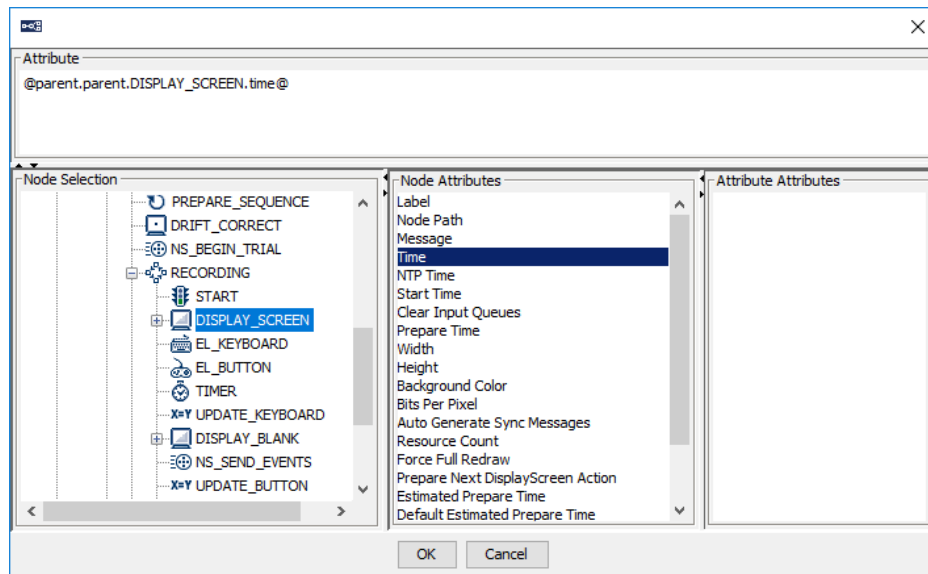 Attribute
@parent.parent.DISPLAY_SCREEN.time@
Node Selection
PREPARE_SEQUENCE
DRIFT_CORRECT
NS_BEGIN_TRIAL
RECORDING
START
DISPLAY_SCREEN
EL_KEYBOARD
EL_BUTTON
TIMER
X=Y UPDATE_KEYBOARD
DISPLAY_BLANK
NS_SEND_EVENTS
X=Y UPDATE_BUTTON
Node Attributes
Label
Node Path
Message
Time
NTP Time
Start Time
Clear Input Queues
Prepare Time
Width
Height
Background Color
Bits Per Pixel
Auto Generate Sync Messages
Resource Count
Force Full Redraw
Prepare Next DisplayScreen Action
Estimated Prepare Time
Default Estimated Prepare Time
Attribute Attributes
OK
Cancel